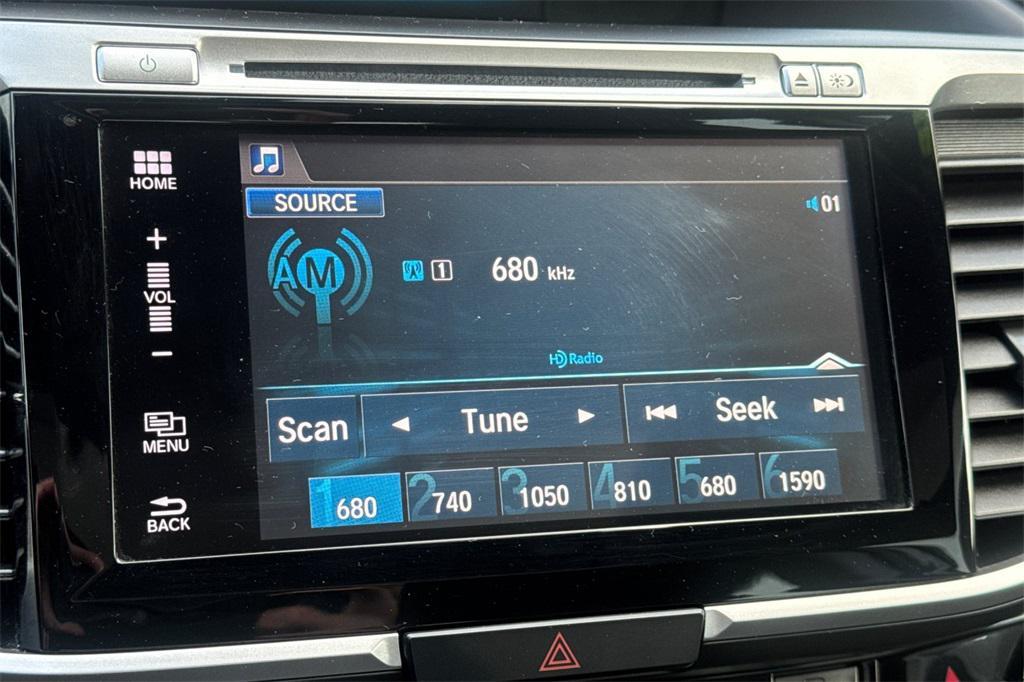 HOME
+
VOL
−
MENU
BACK
SOURCE
01
AM
1 680 kHz
HD Radio
Scan
Tune
Seek
1 680
2 740
3 1050
4 810
5 680
6 1590